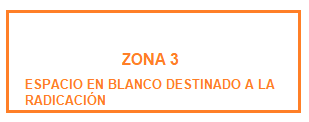 ZONA 3
ESPACIO EN BLANCO DESTINADO A LA
RADICACIÓN